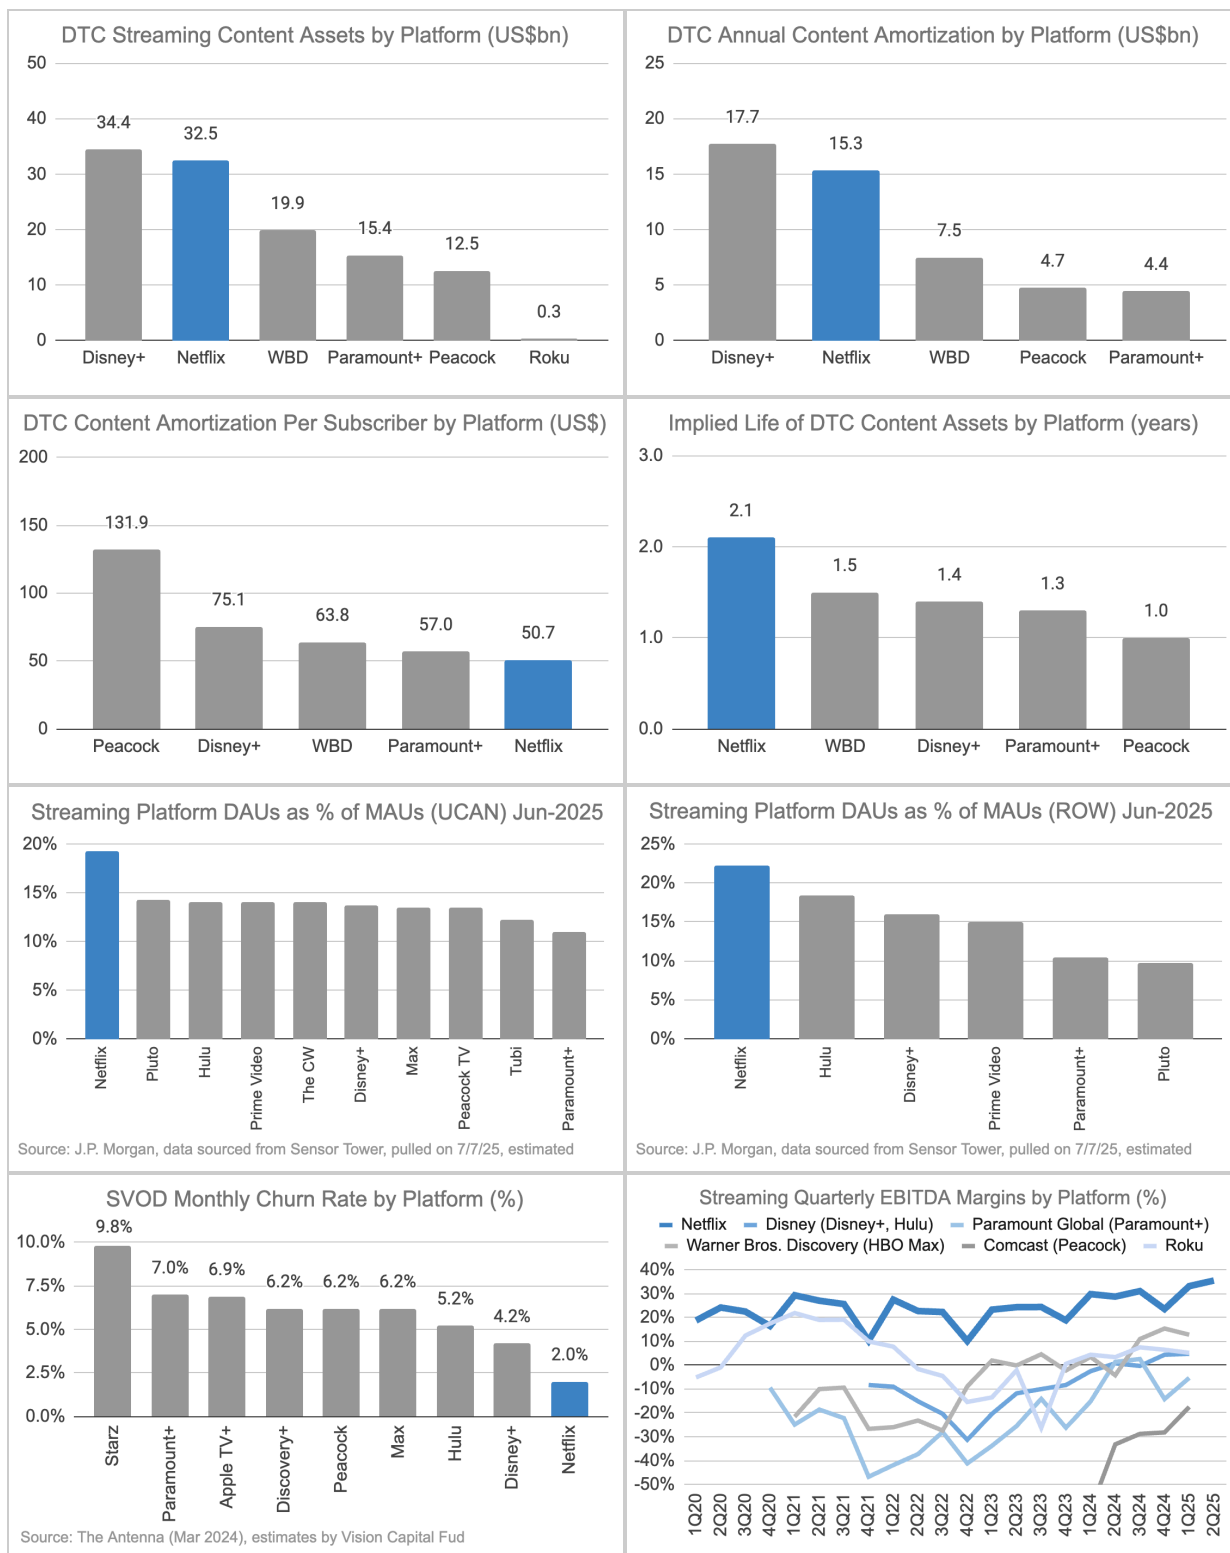 DTC Streaming Content Assets by Platform (US$bn)
50
40
30
20
10
0
34.4
32.5
19.9
15.4
12.5
0.3
Disney+ Netflix WBD Paramount+ Peacock Roku
DTC Annual Content Amortization by Platform (US$bn)
25
20
15
10
5
0
17.7
15.3
7.5
4.7
4.4
Disney+ Netflix WBD Peacock Paramount+
DTC Content Amortization Per Subscriber by Platform (US$)
200
150
100
50
0
131.9
75.1
63.8
57.0
50.7
Peacock Disney+ WBD Paramount+ Netflix
Implied Life of DTC Content Assets by Platform (years)
3.0
2.0
1.0
0.0
2.1
1.5
1.4
1.3
1.0
Netflix WBD Disney+ Paramount+ Peacock
Streaming Platform DAUs as % of MAUs (UCAN) Jun-2025
20%
15%
10%
5%
0%
Netflix
Pluto
Hulu
Prime Video
The CW
Disney+
Max
Peacock TV
Tubi
Paramount+
Source: J.P. Morgan, data sourced from Sensor Tower, pulled on 7/7/25, estimated
Streaming Platform DAUs as % of MAUs (ROW) Jun-2025
25%
20%
15%
10%
5%
0%
Netflix
Hulu
Disney+
Prime Video
Paramount+
Pluto
Source: J.P. Morgan, data sourced from Sensor Tower, pulled on 7/7/25, estimated
SVOD Monthly Churn Rate by Platform (%)
10.0%
7.5%
5.0%
2.5%
0.0%
9.8%
7.0%
6.9%
6.2%
6.2%
6.2%
5.2%
4.2%
2.0%
Starz
Paramount+
Apple TV+
Discovery+
Peacock
Max
Hulu
Disney+
Netflix
Source: The Antenna (Mar 2024), estimates by Vision Capital Fud
Streaming Quarterly EBITDA Margins by Platform (%)
Netflix Disney (Disney+, Hulu) Paramount Global (Paramount+)
Warner Bros. Discovery (HBO Max) Comcast (Peacock) Roku
40%
30%
20%
10%
0%
-10%
-20%
-30%
-40%
-50%
1Q20
2Q20
3Q20
4Q20
1Q21
2Q21
3Q21
4Q21
1Q22
2Q22
3Q22
4Q22
1Q23
2Q23
3Q23
4Q23
1Q24
2Q24
3Q24
4Q24
1Q25
2Q25